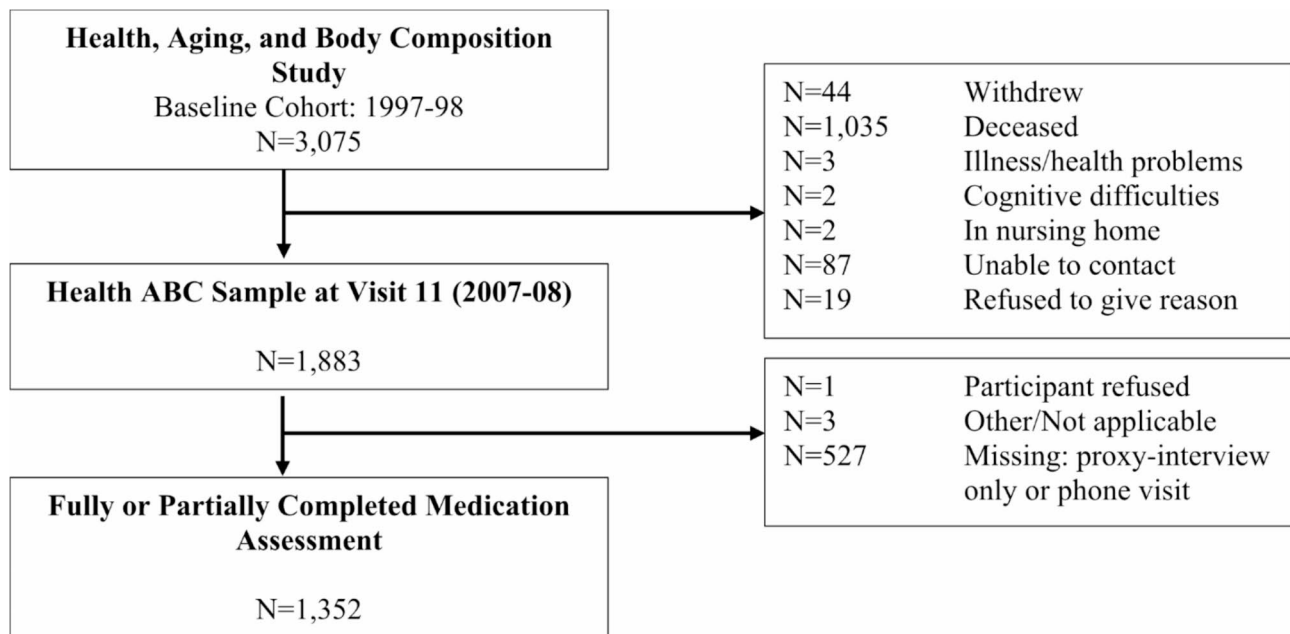 Health, Aging, and Body Composition
Study
Baseline Cohort: 1997-98
N=3,075
N=44 Withdrew
N=1,035 Deceased
N=3 Illness/health problems
N=2 Cognitive difficulties
N=2 In nursing home
N=87 Unable to contact
N=19 Refused to give reason
Health ABC Sample at Visit 11 (2007-08)
N=1,883
N=1 Participant refused
N=3 Other/Not applicable
N=527 Missing: proxy-interview
only or phone visit
Fully or Partially Completed Medication
Assessment
N=1,352